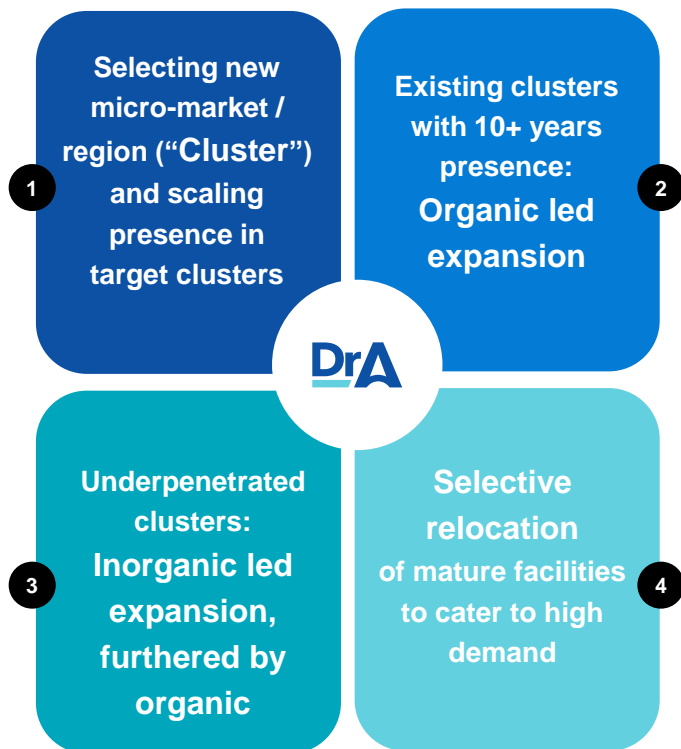 Selecting new
micro-market /
region (“Cluster”)
and scaling
presence in
target clusters
1
Existing clusters
with 10+ years
presence:
Organic led
expansion
2
DrA
Underpenetrated
clusters:
Inorganic led
expansion,
furthered by
organic
3
Selective
relocation
of mature facilities
to cater to high
demand
4